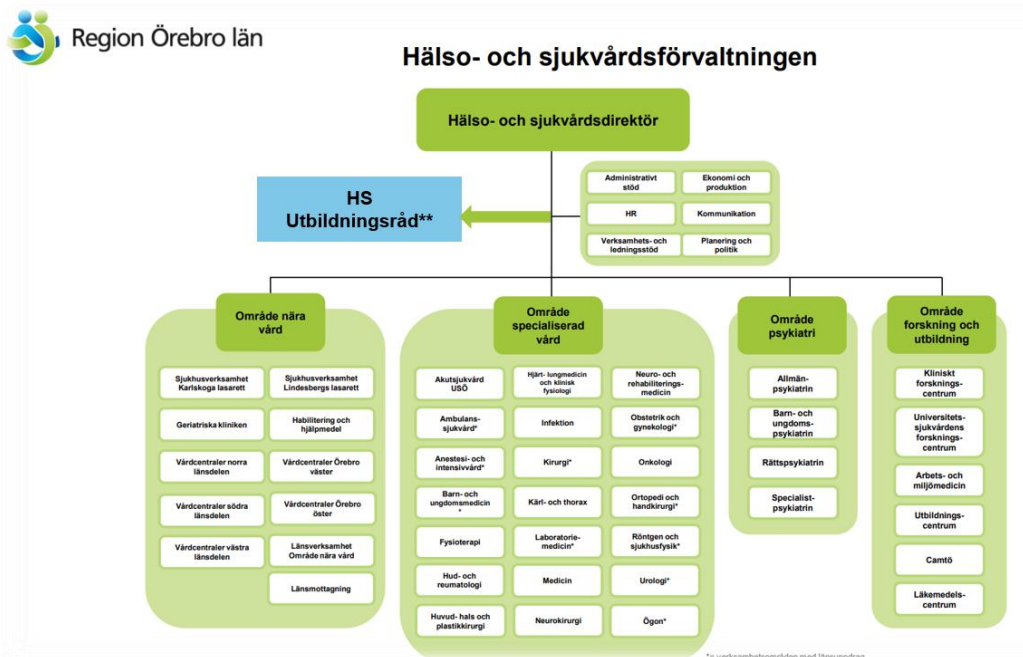 Region Örebro län
Hälso- och sjukvårdsförvaltningen
Hälso- och sjukvårdsdirektör
HS
Utbildningsråd**
Administrativt
stöd
Ekonomi och
produktion
HR
Kommunikation
Verksamhets- och
ledningsstöd
Planering och
politik
Område nära
vård
Sjukhusverksamhet
Karlskoga lasarett
Sjukhusverksamhet
Lindesbergs lasarett
Geriatriska kliniken
Habilitering och
hjälpmedel
Vårdcentraler norra
länsdelen
Vårdcentraler Örebro
väster
Vårdcentraler södra
länsdelen
Vårdcentraler Örebro
öster
Vårdcentraler västra
länsdelen
Länsverksamhet
Område nära vård
Länsmottagning
Område
specialiserad
vård
Akutsjukvård
USÖ
Hjärt- lungmedicin
och klinisk
fysiologi
Neuro- och
rehabiliterings-
medicin
Ambulans-
sjukvård*
Infektion
Obstetrik och
gynekologi*
Anestesi- och
intensivvård*
Kirurgi*
Onkologi
Barn- och
ungdomsmedicin
*
Kärl- och thorax
Ortopedi och
handkirurgi*
Fysioterapi
Laboratorie-
medicin*
Röntgen och
sjukhusfysik*
Hud- och
reumatologi
Medicin
Urologi*
Huvud- hals och
plastikkirurgi
Neurokirurgi
Ögon*
Område
psykiatri
Allmän-
psykiatrin
Barn- och
ungdoms-
psykiatrin
Rättspsykiatrin
Specialist-
psykiatrin
Område
forskning och
utbildning
Kliniskt
forsknings-
centrum
Universitets-
sjukvårdens
forsknings-
centrum
Arbets- och
miljömedicin
Utbildnings-
centrum
Camtö
Läkemedels-
centrum